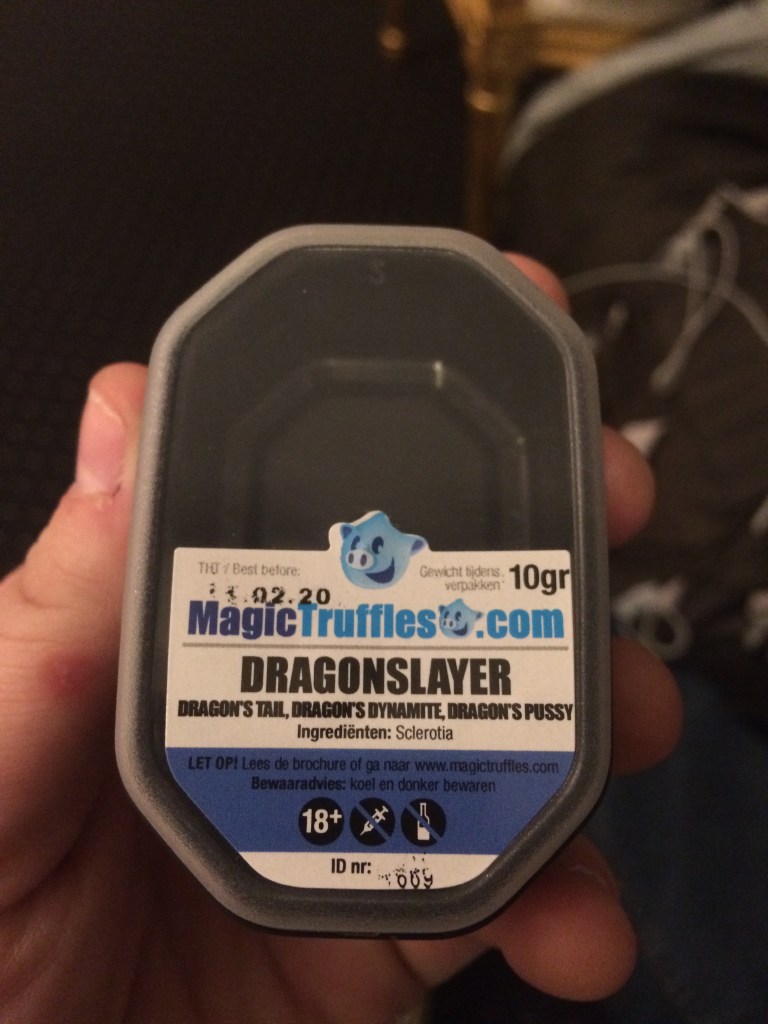 THT / Best before:
Gewicht tijdens
verpakken
10gr
.02.20
MagicTruffles.com
DRAGONSLAYER
DRAGON'S TAIL, DRAGON'S DYNAMITE, DRAGON'S PUSSY
Ingrediënten: Sclerotia
LET OP! Lees de brochure of ga naar www.magictruffles.com
Bewaaradvies: koel en donker bewaren
18+
ID nr:
009